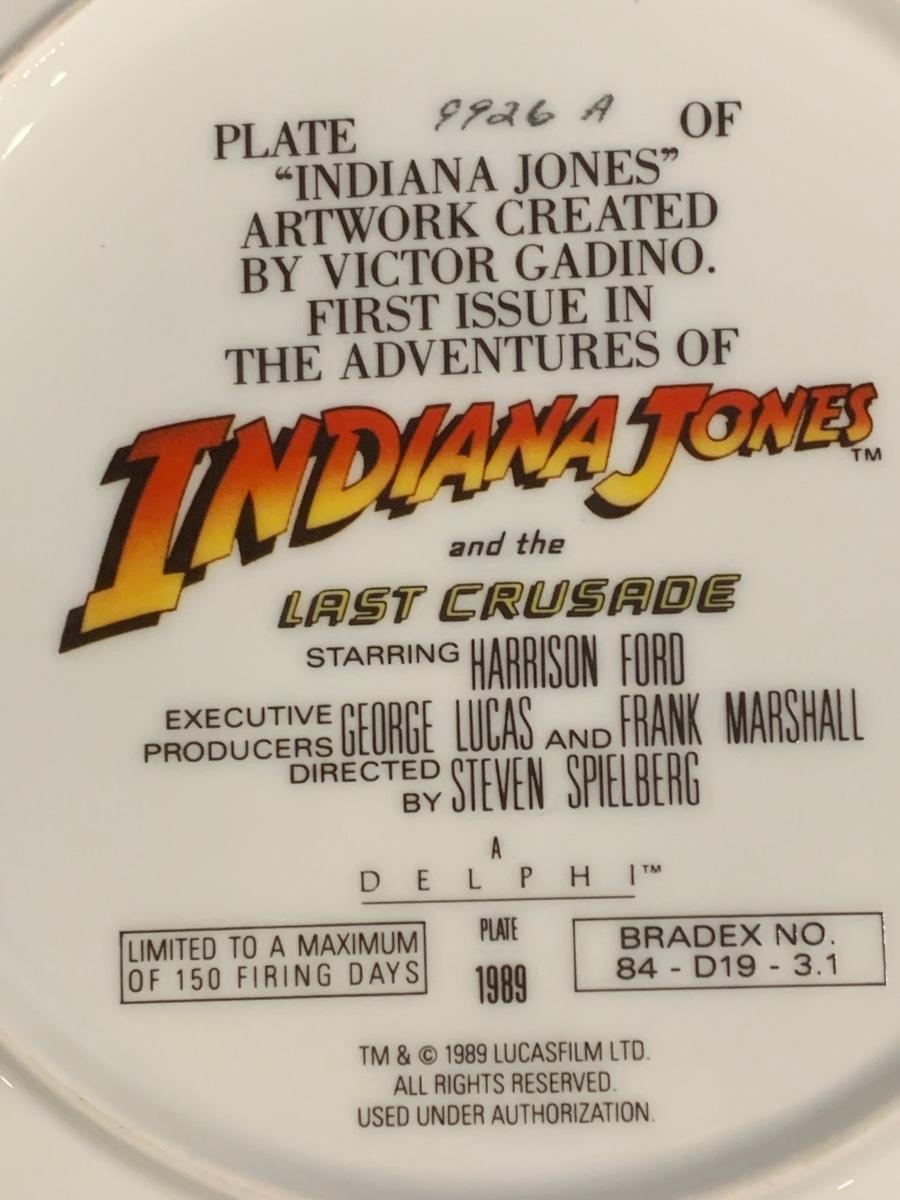 PLATE 9926 A OF
“INDIANA JONES”
ARTWORK CREATED
BY VICTOR GADINO.
FIRST ISSUE IN
THE ADVENTURES OF
INDIANA JONES™
and the
LAST CRUSADE
STARRING HARRISON FORD
EXECUTIVE PRODUCERS GEORGE LUCAS AND FRANK MARSHALL
DIRECTED BY STEVEN SPIELBERG
A
DELPHI™
PLATE
1989
LIMITED TO A MAXIMUM
OF 150 FIRING DAYS
BRADEX NO.
84 - D19 - 3.1
TM & © 1989 LUCASFILM LTD.
ALL RIGHTS RESERVED.
USED UNDER AUTHORIZATION.